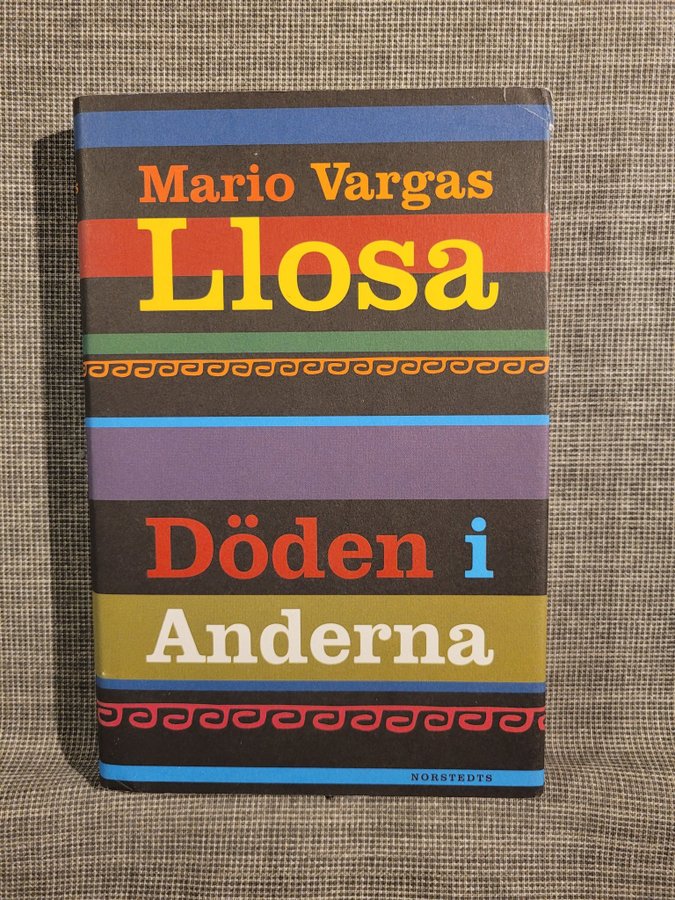 Mario Vargas
Llosa
Döden i
Anderna
NORSTEDTS